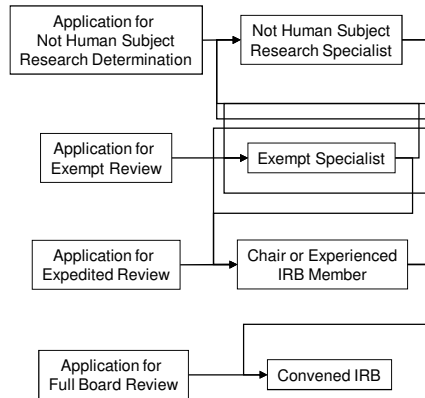 Application for
Not Human Subject
Research Determination
Not Human Subject
Research Specialist
Application for
Exempt Review
Exempt Specialist
Application for
Expedited Review
Chair or Experienced
IRB Member
Application for
Full Board Review
Convened IRB